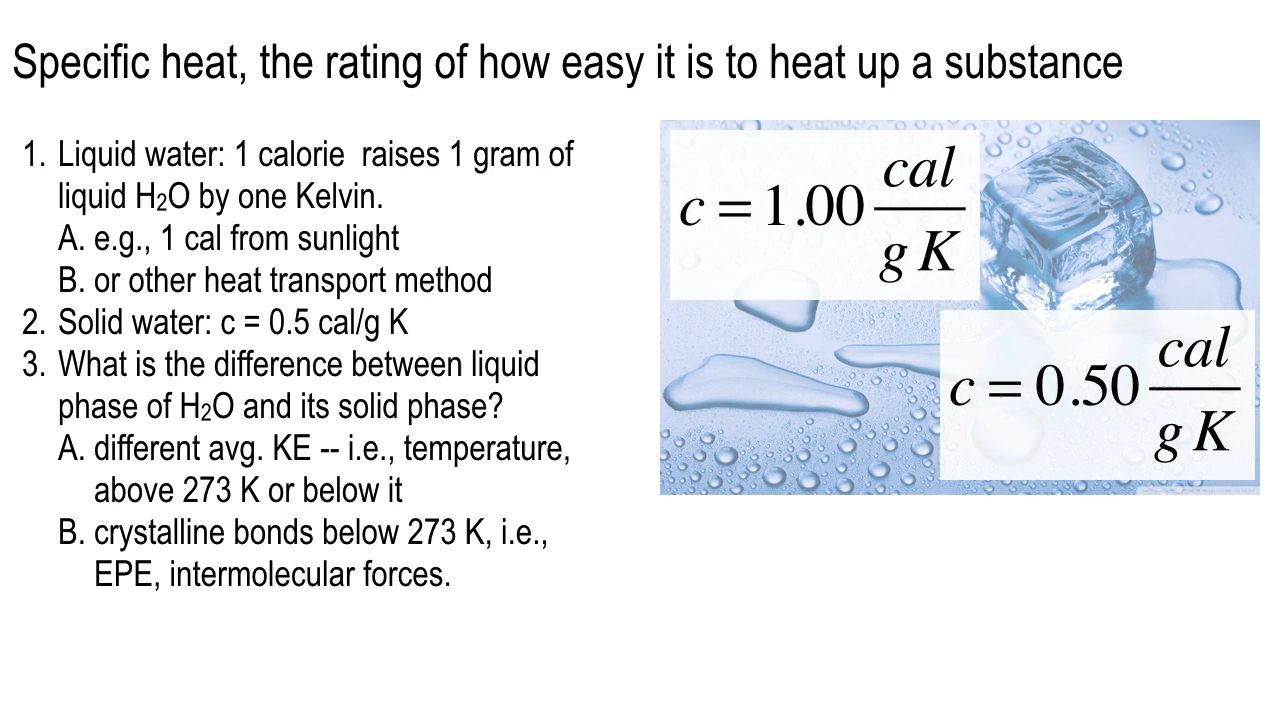 Specific heat, the rating of how easy it is to heat up a substance
1. Liquid water: 1 calorie  raises 1 gram of
liquid H₂O by one Kelvin.
A. e.g., 1 cal from sunlight
B. or other heat transport method
2. Solid water: c = 0.5 cal/g K
3. What is the difference between liquid
phase of H₂O and its solid phase?
A. different avg. KE -- i.e., temperature,
above 273 K or below it
B. crystalline bonds below 273 K, i.e.,
EPE, intermolecular forces.
c = 1.00 cal/g K
c = 0.50 cal/g K